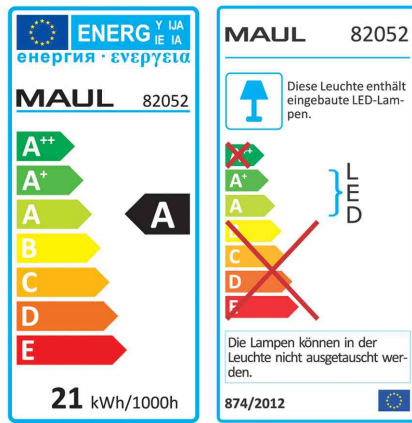 ENERG Y IJA
IE IA
енергия · ενεργεια
MAUL 82052
A++
A+
A
B
C
D
E
A
21 kWh/1000h
MAUL 82052
Diese Leuchte enthält
eingebaute LED-Lam-
pen.
A++
A+
A
B
C
D
E
LED
Die Lampen können in der
Leuchte nicht ausgetauscht wer-
den.
874/2012